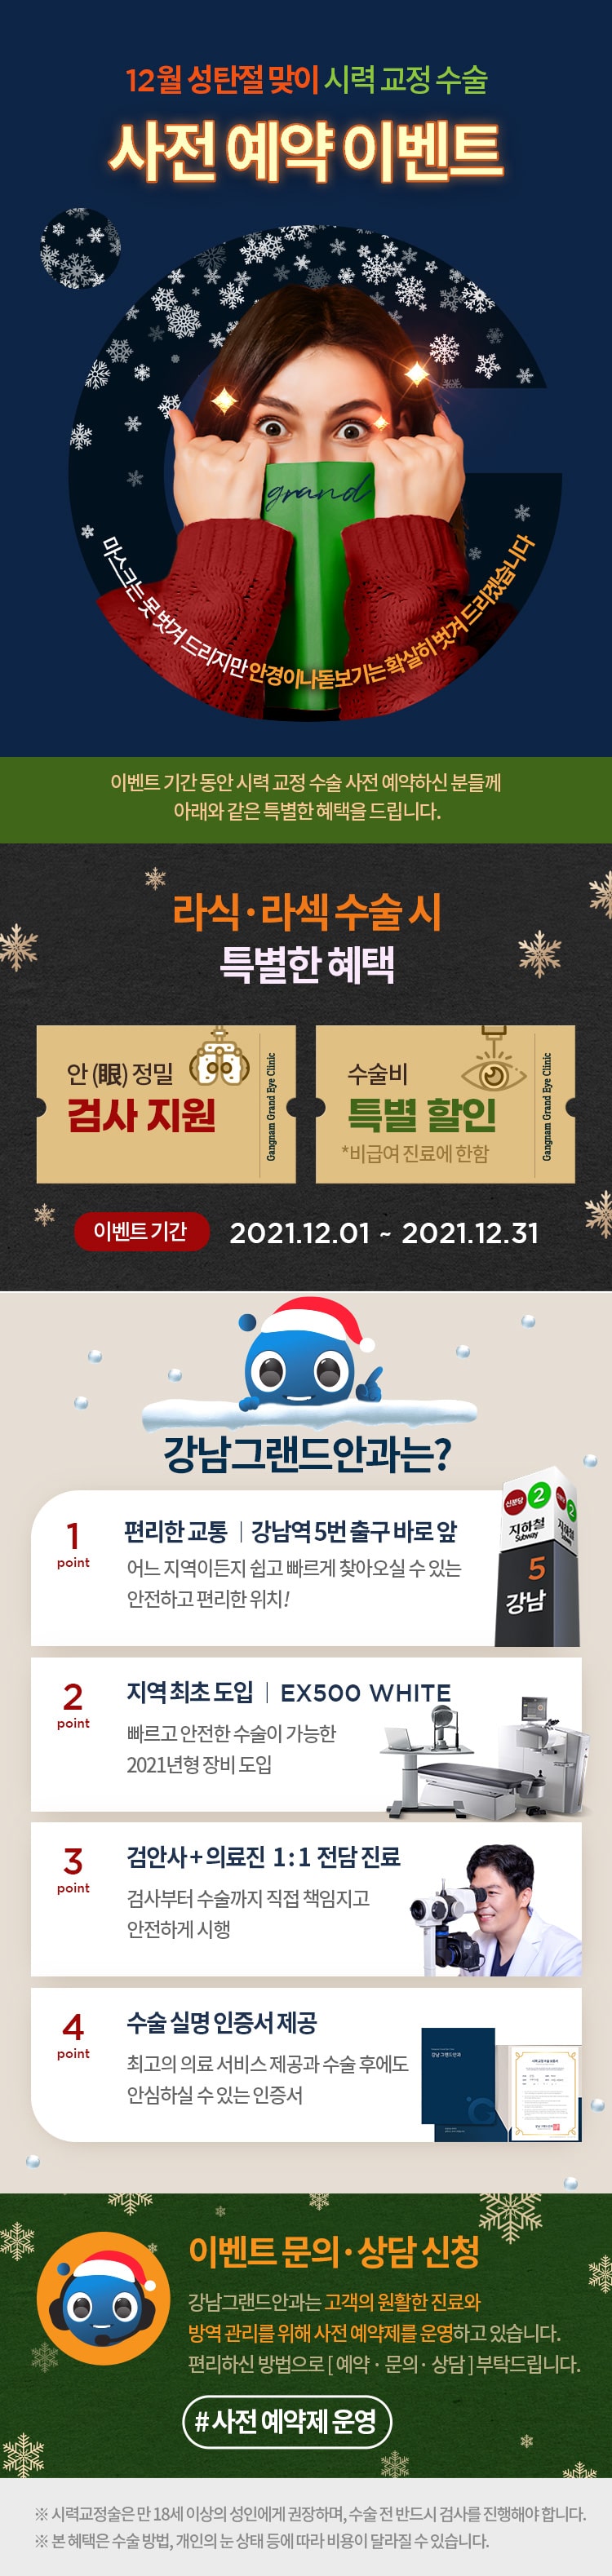 12월 성탄절 맞이 시력 교정 수술
사전 예약 이벤트
grand
마스크는 못 벗겨 드리지만 안경이나 돋보기는 확실히 벗겨 드리겠습니다
이벤트 기간 동안 시력 교정 수술 사전 예약하신 분들께
아래와 같은 특별한 혜택을 드립니다.
라식·라섹 수술 시
특별한 혜택
안 (眼) 정밀
검사 지원
Gangnam Grand Eye Clinic
수술비
특별 할인
*비급여 진료에 한함
Gangnam Grand Eye Clinic
이벤트 기간 2021.12.01 ~ 2021.12.31
강남그랜드안과는?
1
point
편리한 교통 | 강남역 5번 출구 바로 앞
어느 지역이든지 쉽고 빠르게 찾아오실 수 있는
안전하고 편리한 위치!
신분당 2
2
지하철
Subway
지하철
Subway
5
강남
2
point
지역 최초 도입 | EX500 WHITE
빠르고 안전한 수술이 가능한
2021년형 장비 도입
3
point
검안사+의료진 1:1 전담 진료
검사부터 수술까지 직접 책임지고
안전하게 시행
4
point
수술 실명 인증서 제공
최고의 의료 서비스 제공과 수술 후에도
안심하실 수 있는 인증서
강남 그랜드안과
이벤트 문의·상담 신청
강남그랜드안과는 고객의 원활한 진료와
방역 관리를 위해 사전 예약제를 운영하고 있습니다.
편리하신 방법으로 [ 예약 · 문의 · 상담 ] 부탁드립니다.
#사전 예약제 운영
※ 시력교정술은 만 18세 이상의 성인에게 권장하며, 수술 전 반드시 검사를 진행해야 합니다.
※ 본 혜택은 수술 방법, 개인의 눈 상태 등에 따라 비용이 달라질 수 있습니다.